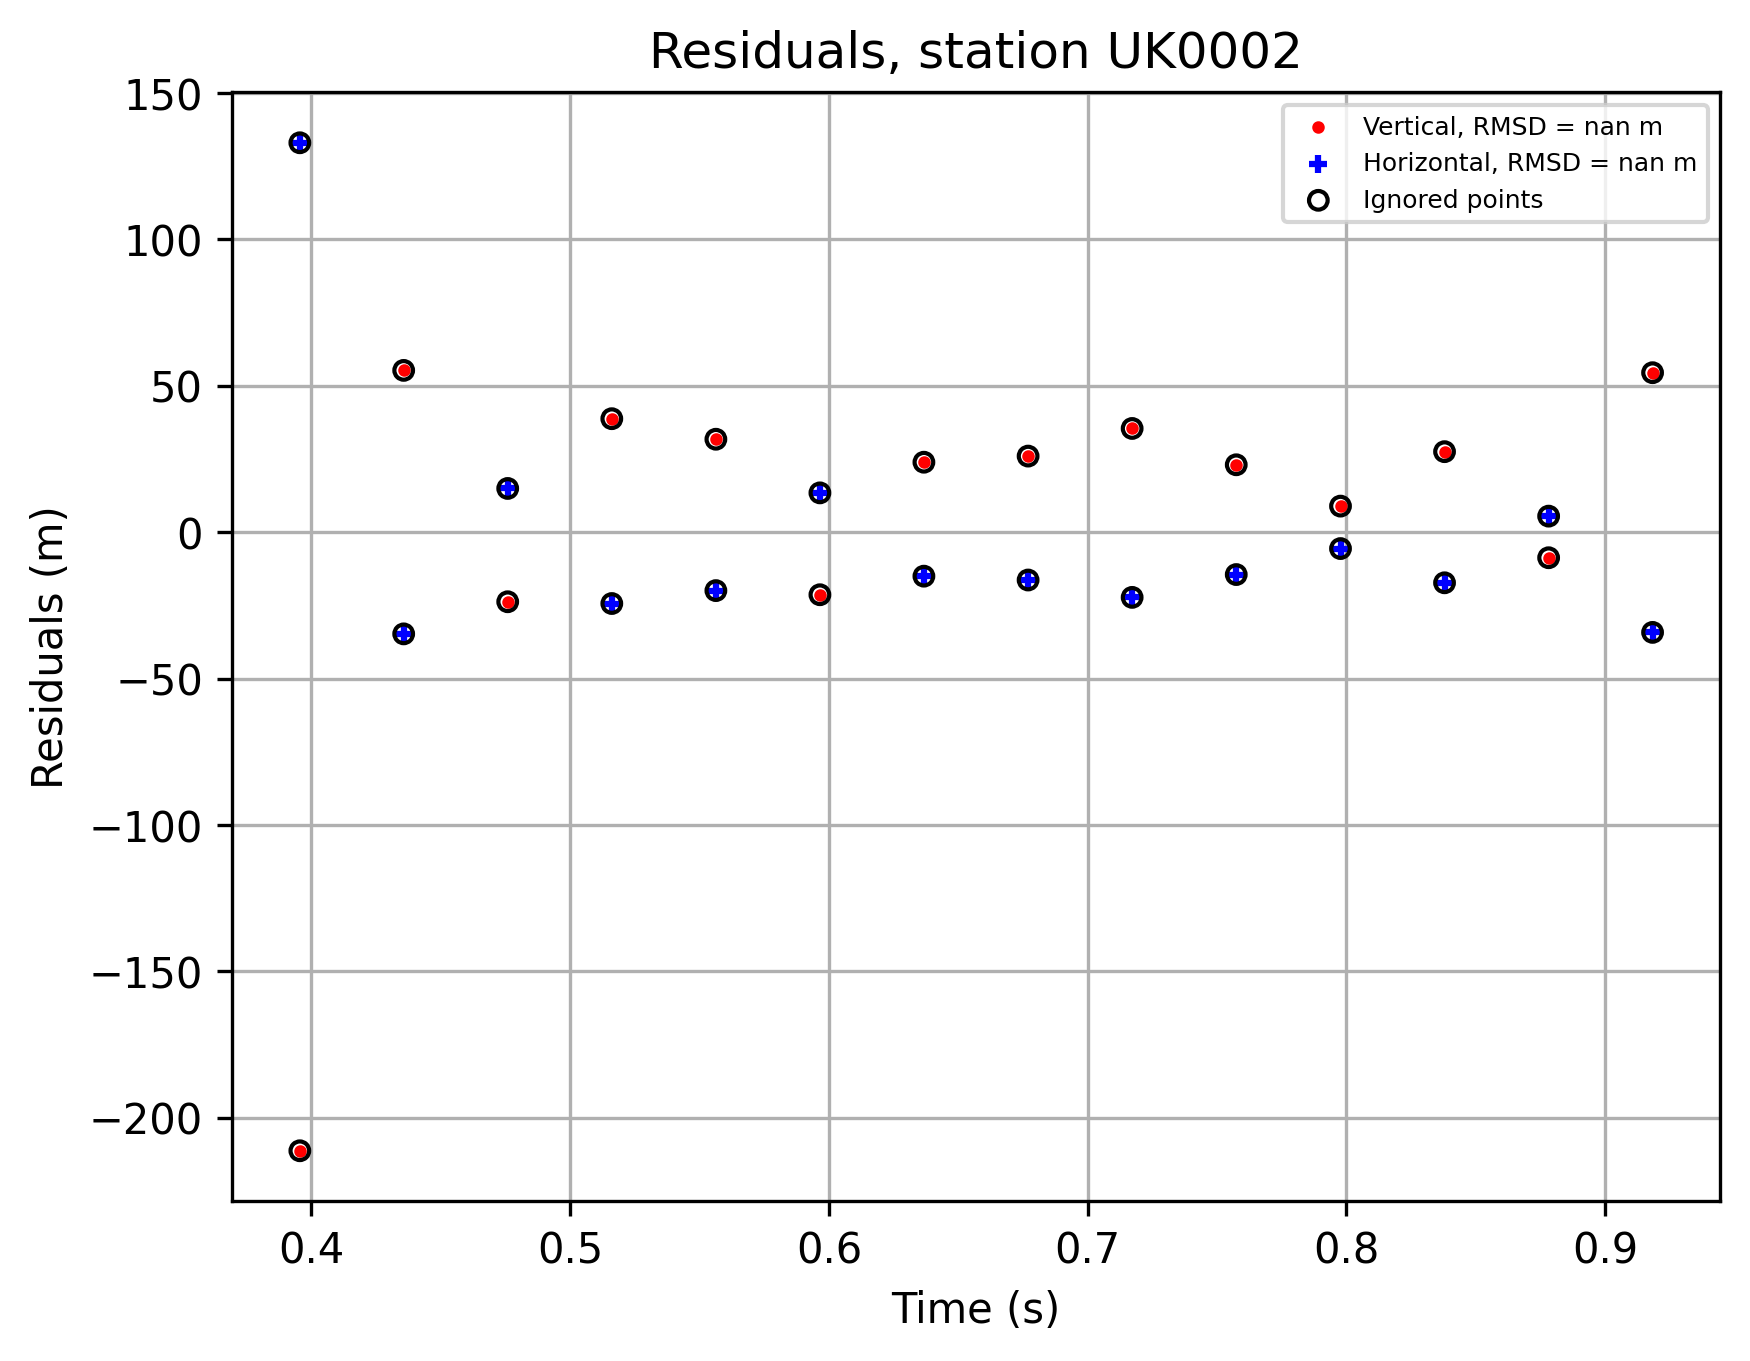 Residuals, station UK0002
150
100
50
0
−50
−100
−150
−200
Residuals (m)
Vertical, RMSD = nan m
Horizontal, RMSD = nan m
Ignored points
0.4 0.5 0.6 0.7 0.8 0.9
Time (s)